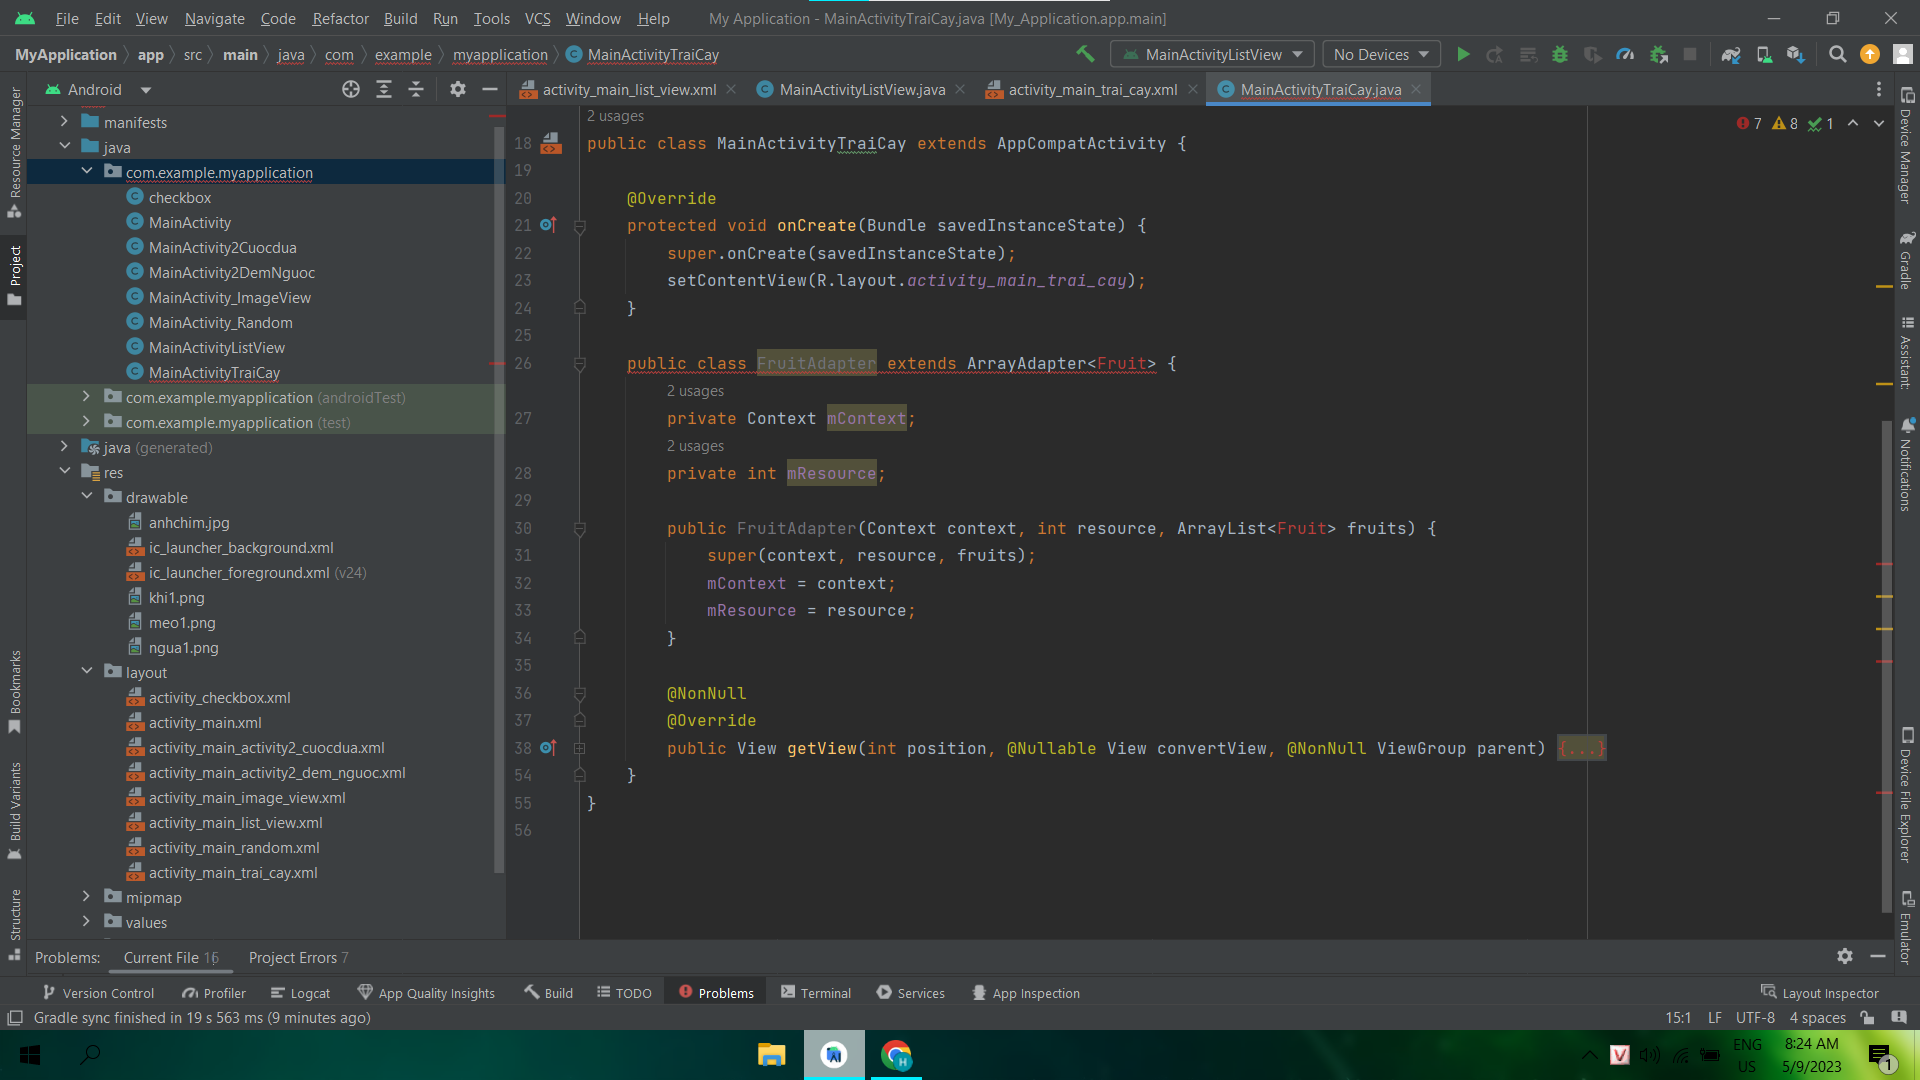 File Edit View Navigate Code Refactor Build Run Tools VCS Window Help My Application - MainActivityTraiCay.java [My_Application.app.main]
MyApplication app src main java com example myapplication MainActivityTraiCay MainActivityListView No Devices
Android activity_main_list_view.xml MainActivityListView.java activity_main_trai_cay.xml MainActivityTraiCay.java
Resource Manager
Project
Bookmarks
Build Variants
Structure
manifests
java
com.example.myapplication
checkbox
MainActivity
MainActivity2Cuocdua
MainActivity2DemNguoc
MainActivity_ImageView
MainActivity_Random
MainActivityListView
MainActivityTraiCay
com.example.myapplication (androidTest)
com.example.myapplication (test)
java (generated)
res
drawable
anhchim.jpg
ic_launcher_background.xml
ic_launcher_foreground.xml (v24)
khi1.png
meo1.png
ngua1.png
layout
activity_checkbox.xml
activity_main.xml
activity_main_activity2_cuocdua.xml
activity_main_activity2_dem_nguoc.xml
activity_main_image_view.xml
activity_main_list_view.xml
activity_main_random.xml
activity_main_trai_cay.xml
mipmap
values
2 usages
7 8 1
18 public class MainActivityTraiCay extends AppCompatActivity {
19
20 @Override
21 protected void onCreate(Bundle savedInstanceState) {
22 super.onCreate(savedInstanceState);
23 setContentView(R.layout.activity_main_trai_cay);
24 }
25
26 public class FruitAdapter extends ArrayAdapter<Fruit> {
2 usages
27 private Context mContext;
2 usages
28 private int mResource;
29
30 public FruitAdapter(Context context, int resource, ArrayList<Fruit> fruits) {
31 super(context, resource, fruits);
32 mContext = context;
33 mResource = resource;
34 }
35
36 @NonNull
37 @Override
38 public View getView(int position, @Nullable View convertView, @NonNull ViewGroup parent) {...}
54 }
55 }
56
Device Manager
Gradle
Assistant:
Notifications
Device File Explorer
Emulator
Problems: Current File Project Errors 7
Version Control Profiler Logcat App Quality Insights Build TODO Problems Terminal Services App Inspection Layout Inspector
Gradle sync finished in 19 s 563 ms (9 minutes ago) 15:1 LF UTF-8 4 spaces
H
V
ENG
US
8:24 AM
5/9/2023
1